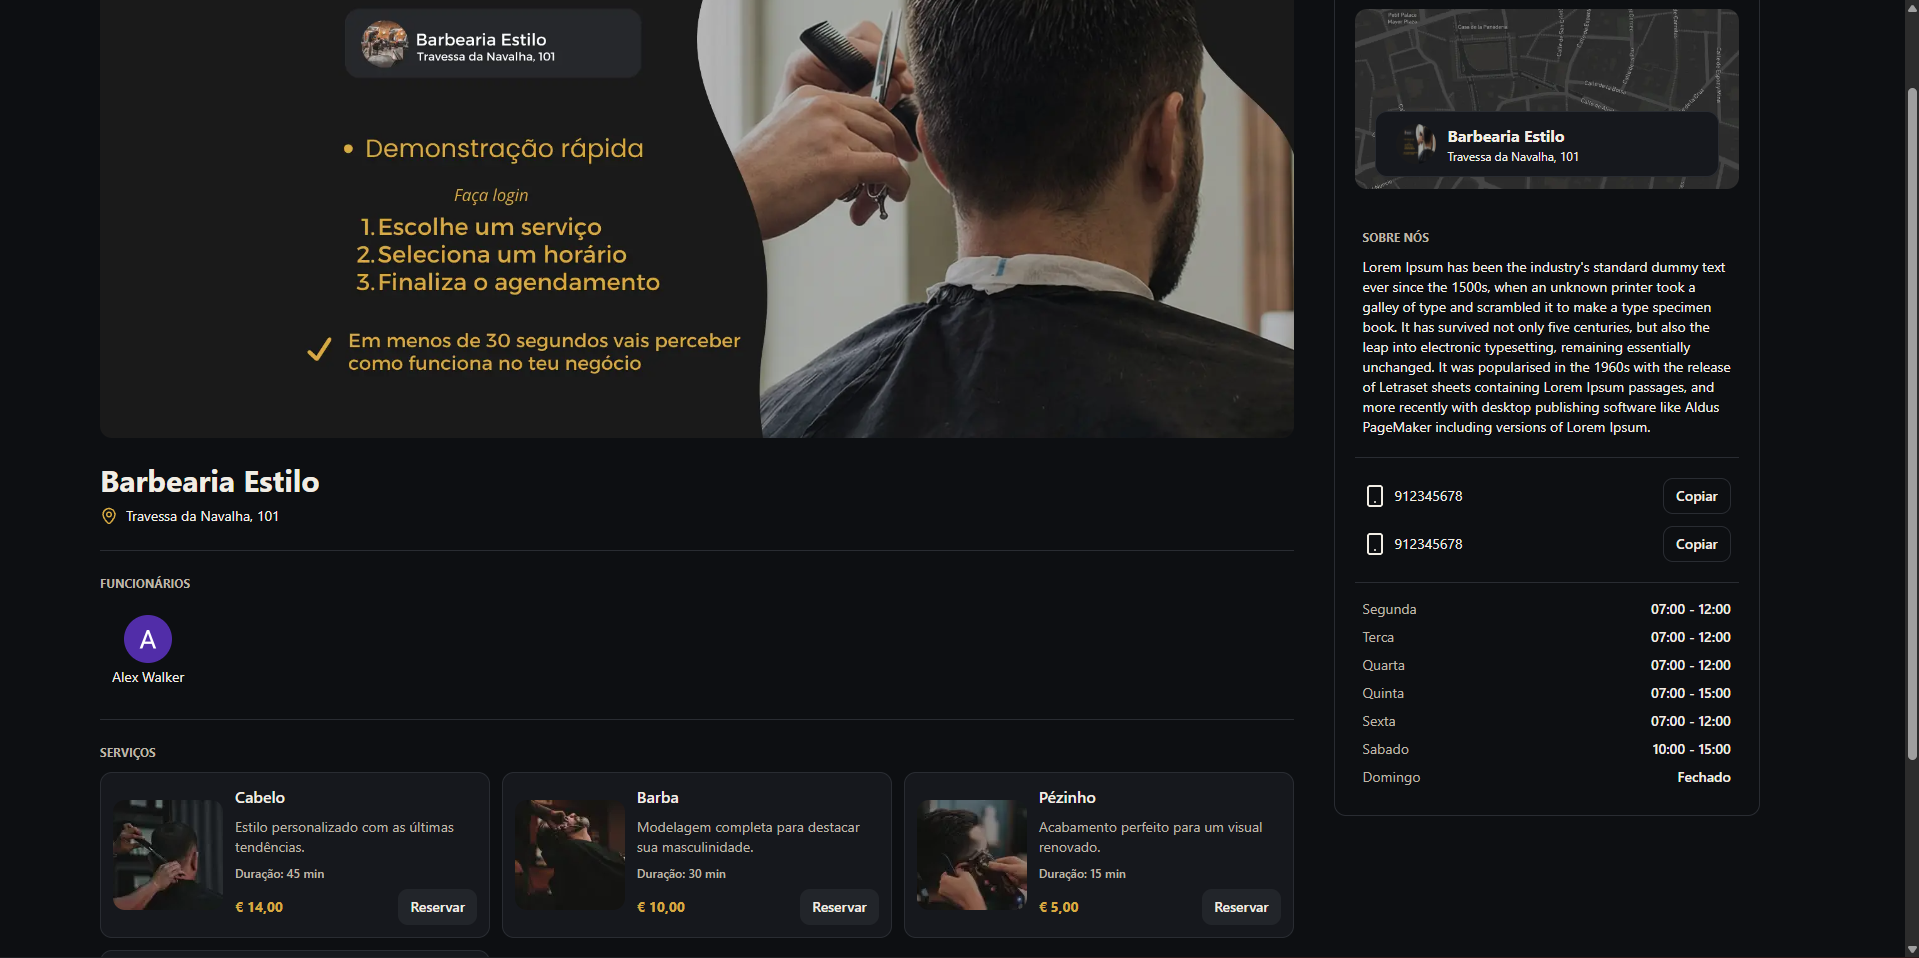 Barbearia Estilo
Travessa da Navalha, 101
• Demonstração rápida
Faça login
1. Escolhe um serviço
2. Seleciona um horário
3. Finaliza o agendamento
Em menos de 30 segundos vais perceber
como funciona no teu negócio
Barbearia Estilo
Travessa da Navalha, 101
FUNCIONÁRIOS
A
Alex Walker
SERVIÇOS
Cabelo
Estilo personalizado com as últimas
tendências.
Duração: 45 min
€ 14,00
Reservar
Barba
Modelagem completa para destacar
sua masculinidade.
Duração: 30 min
€ 10,00
Reservar
Pézinho
Acabamento perfeito para um visual
renovado.
Duração: 15 min
€ 5,00
Reservar
Barbearia Estilo
Travessa da Navalha, 101
SOBRE NÓS
Lorem Ipsum has been the industry's standard dummy text
ever since the 1500s, when an unknown printer took a
galley of type and scrambled it to make a type specimen
book. It has survived not only five centuries, but also the
leap into electronic typesetting, remaining essentially
unchanged. It was popularised in the 1960s with the release
of Letraset sheets containing Lorem Ipsum passages, and
more recently with desktop publishing software like Aldus
PageMaker including versions of Lorem Ipsum.
912345678
Copiar
912345678
Copiar
Segunda 07:00 - 12:00
Terca 07:00 - 12:00
Quarta 07:00 - 12:00
Quinta 07:00 - 15:00
Sexta 07:00 - 12:00
Sabado 10:00 - 15:00
Domingo Fechado